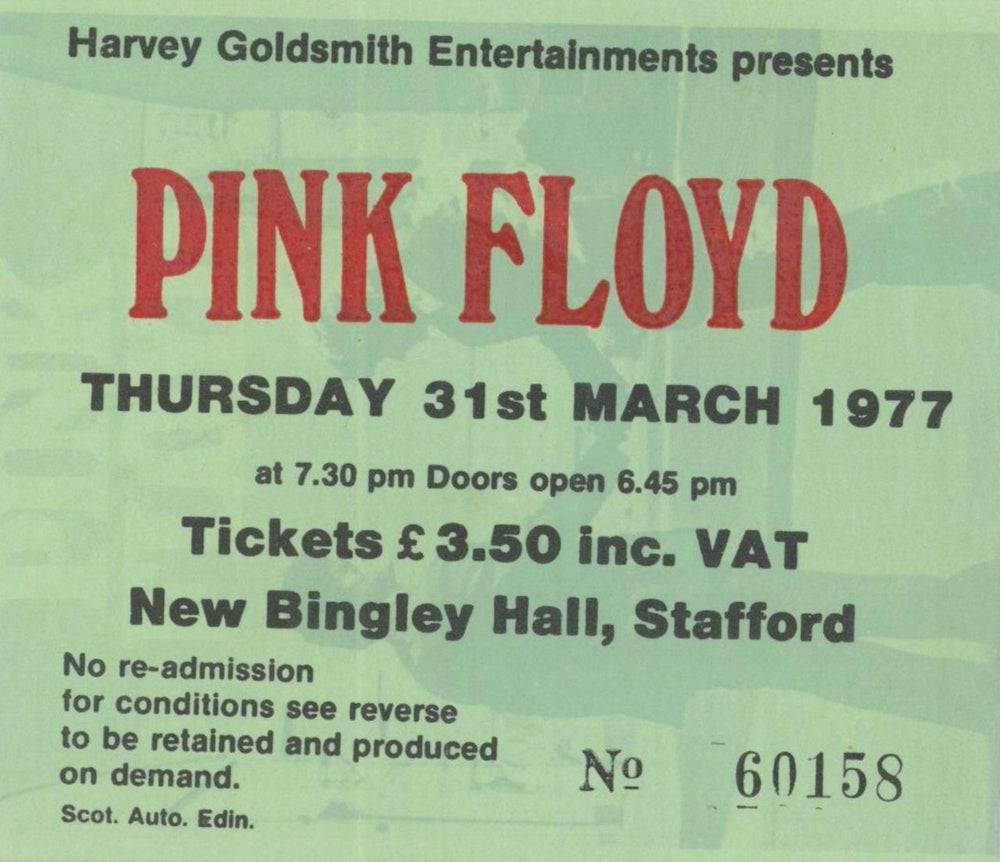 Harvey Goldsmith Entertainments presents
PINK FLOYD
THURSDAY 31st MARCH 1977
at 7.30 pm Doors open 6.45 pm
Tickets £3.50 inc. VAT
New Bingley Hall, Stafford
No re-admission
for conditions see reverse
to be retained and produced
on demand.
Scot. Auto. Edin.
Nº 60158